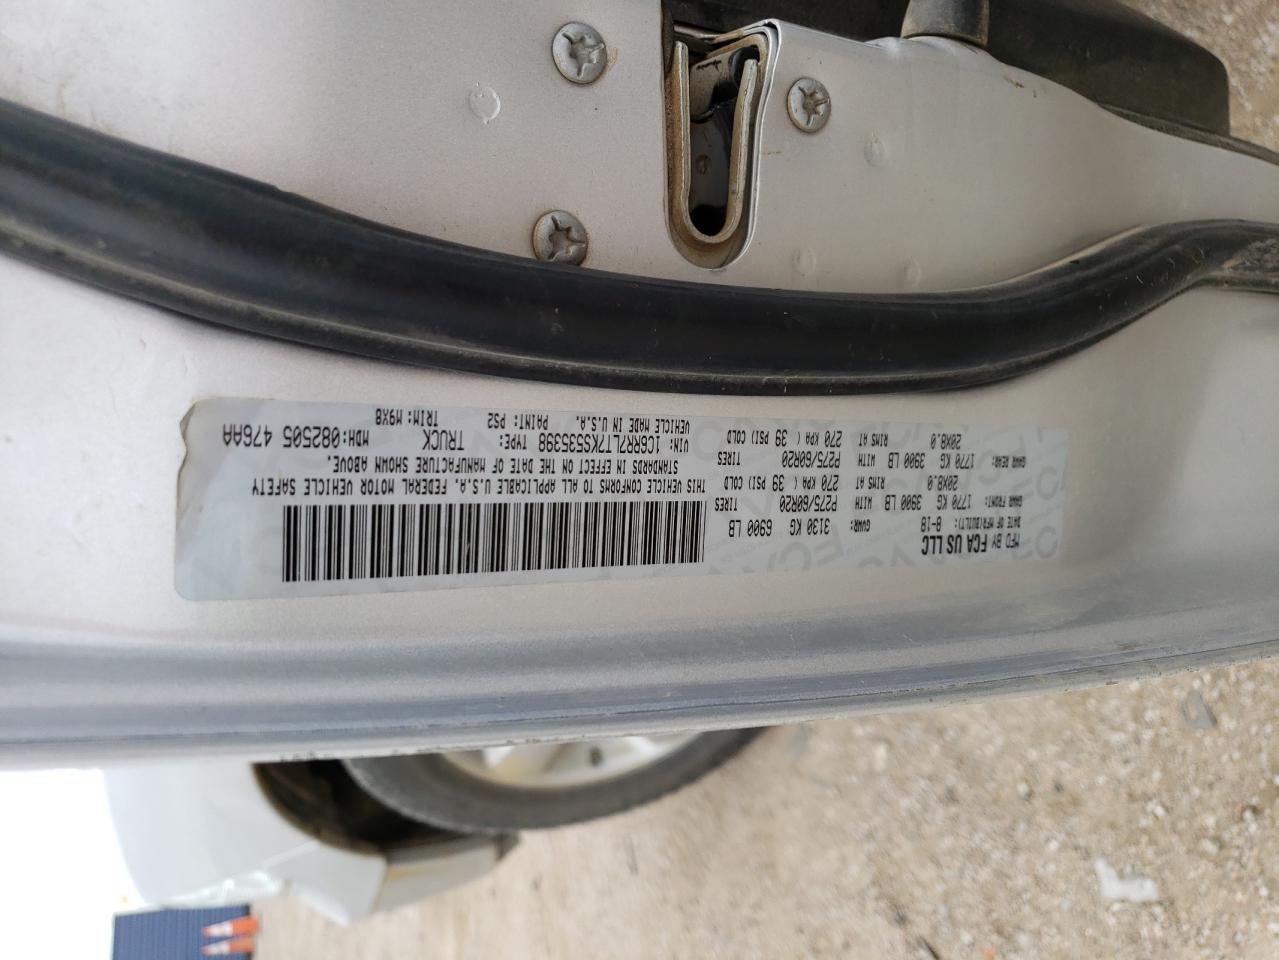 MFD BY FCA US LLC
DATE OF MFR(BUILT): 8-18 GVWR: 3130 KG 6900 LB
GAWR FRONT: 1770 KG 3900 LB WITH P275/60R20 TIRES
20X8.0 RIMS AT 270 KPA ( 39 PSI) COLD
GAWR REAR: 1770 KG 3900 LB WITH P275/60R20 TIRES
20X8.0 RIMS AT 270 KPA ( 39 PSI) COLD
THIS VEHICLE CONFORMS TO ALL APPLICABLE U.S.A. FEDERAL MOTOR VEHICLE SAFETY
STANDARDS IN EFFECT ON THE DATE OF MANUFACTURE SHOWN ABOVE.
VIN: 1C6RR7LT7KS535398 TYPE: TRUCK MDH: 082505 476AA
VEHICLE MADE IN U.S.A. PAINT: PS2 TRIM: M9X8